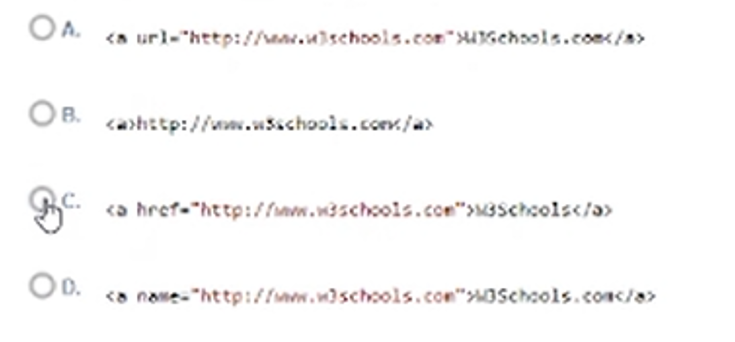 A. <a url="http://www.w3schools.com">W3Schools.com</a>
B. <a>http://www.w3schools.com</a>
C. <a href="http://www.w3schools.com">W3Schools</a>
D. <a name="http://www.w3schools.com">W3Schools.com</a>